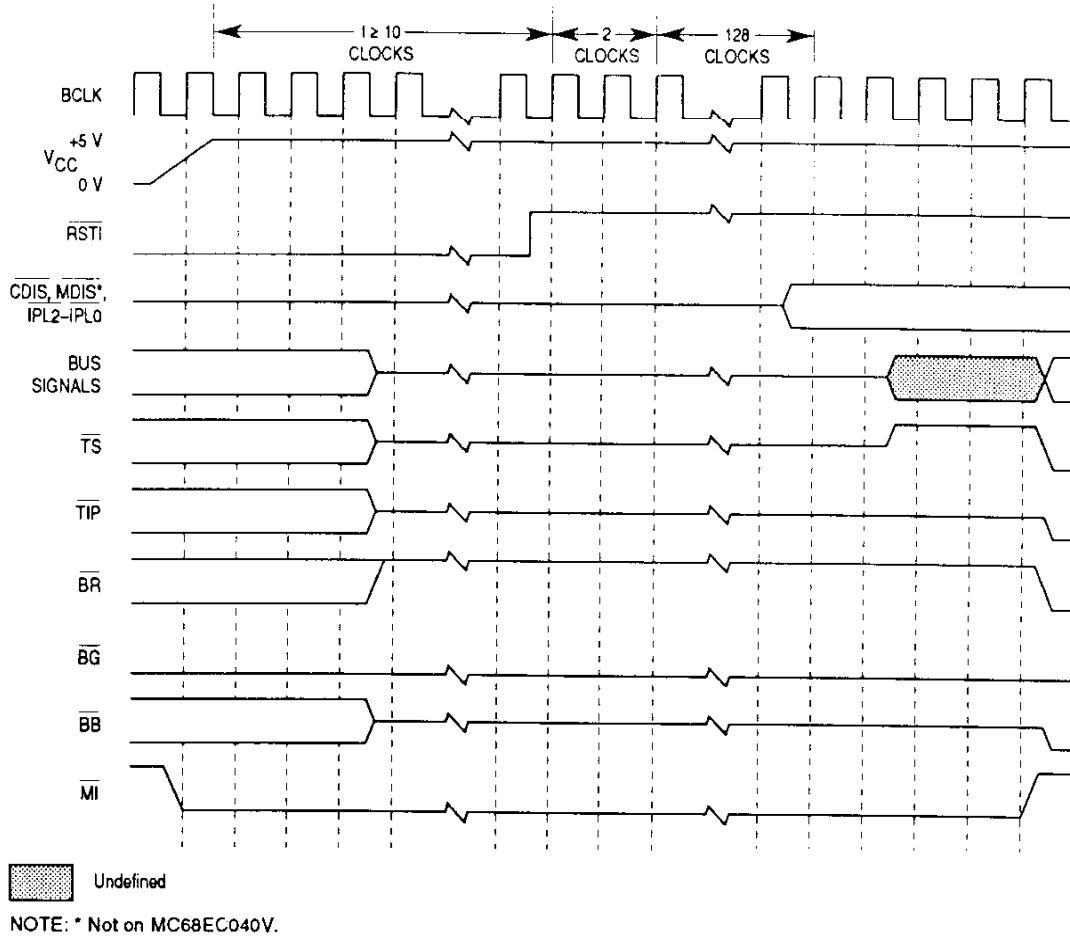 t ≥ 10
CLOCKS
2
CLOCKS
128
CLOCKS
BCLK
+5 V
VCC
0 V
RSTI
CDIS, MDIS*,
IPL2–IPL0
BUS
SIGNALS
TS
TIP
BR
BG
BB
MI
Undefined
NOTE: * Not on MC68EC040V.